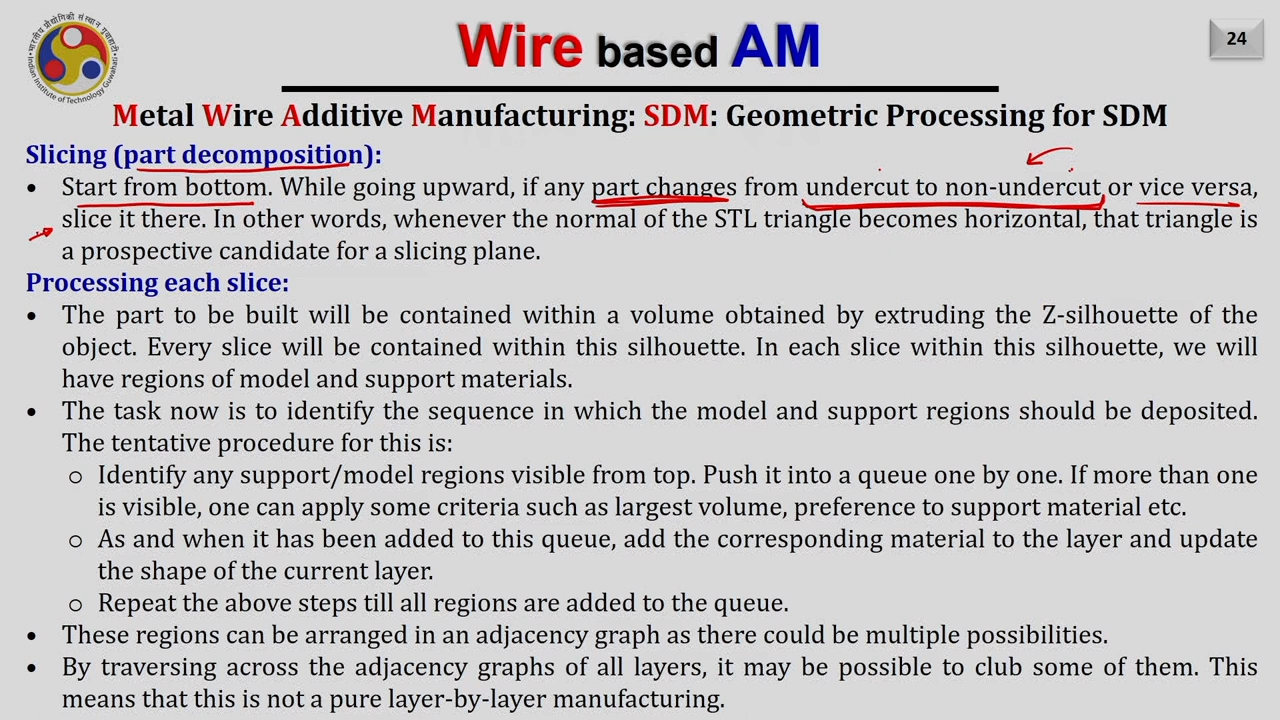 भारतीय प्रौद्योगिकी संस्थान गुवाहाटी
Indian Institute of Technology Guwahati
Wire based AM
24
Metal Wire Additive Manufacturing: SDM: Geometric Processing for SDM
Slicing (part decomposition):
• Start from bottom. While going upward, if any part changes from undercut to non-undercut or vice versa,
slice it there. In other words, whenever the normal of the STL triangle becomes horizontal, that triangle is
a prospective candidate for a slicing plane.
Processing each slice:
• The part to be built will be contained within a volume obtained by extruding the Z-silhouette of the
object. Every slice will be contained within this silhouette. In each slice within this silhouette, we will
have regions of model and support materials.
• The task now is to identify the sequence in which the model and support regions should be deposited.
The tentative procedure for this is:
o Identify any support/model regions visible from top. Push it into a queue one by one. If more than one
is visible, one can apply some criteria such as largest volume, preference to support material etc.
o As and when it has been added to this queue, add the corresponding material to the layer and update
the shape of the current layer.
o Repeat the above steps till all regions are added to the queue.
• These regions can be arranged in an adjacency graph as there could be multiple possibilities.
• By traversing across the adjacency graphs of all layers, it may be possible to club some of them. This
means that this is not a pure layer-by-layer manufacturing.